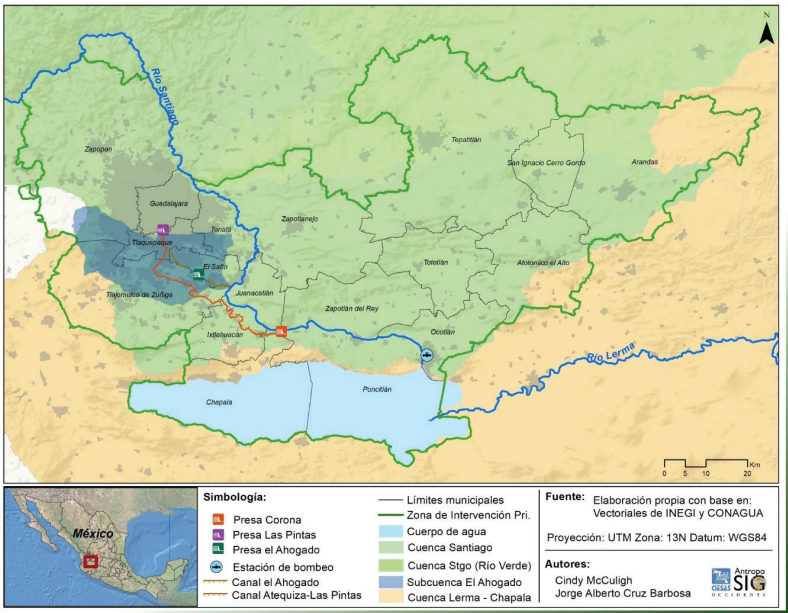 N
Río Santiago
Zapopan
Tepatitlán
San Ignacio Cerro Gordo
Arandas
Guadalajara
Zapotlanejo
Tonolá
Tlaquepaque
Tototlán
Atotonilco el Alto
El Salto
Juanacatlán
Tlajomulco de Zúñiga
Zapotlán del Rey
Ixtlahuacán
Ocotlán
Río Lerma
Chapala
Poncitlán
Km
0 5 10 20
México
Simbología:
Presa Corona
Presa Las Pintas
Presa el Ahogado
Estación de bombeo
Canal el Ahogado
Canal Atequiza-Las Pintas
Límites municipales
Zona de Intervención Pri.
Cuerpo de agua
Cuenca Santiago
Cuenca Stgo (Río Verde)
Subcuenca El Ahogado
Cuenca Lerma - Chapala
Fuente: Elaboración propia con base en:
Vectoriales de INEGI y CONAGUA
Proyección: UTM Zona: 13N Datum: WGS84
Autores:
Cindy McCuligh
Jorge Alberto Cruz Barbosa
CIESAS
Antropo
SIG
OCCIDENTE